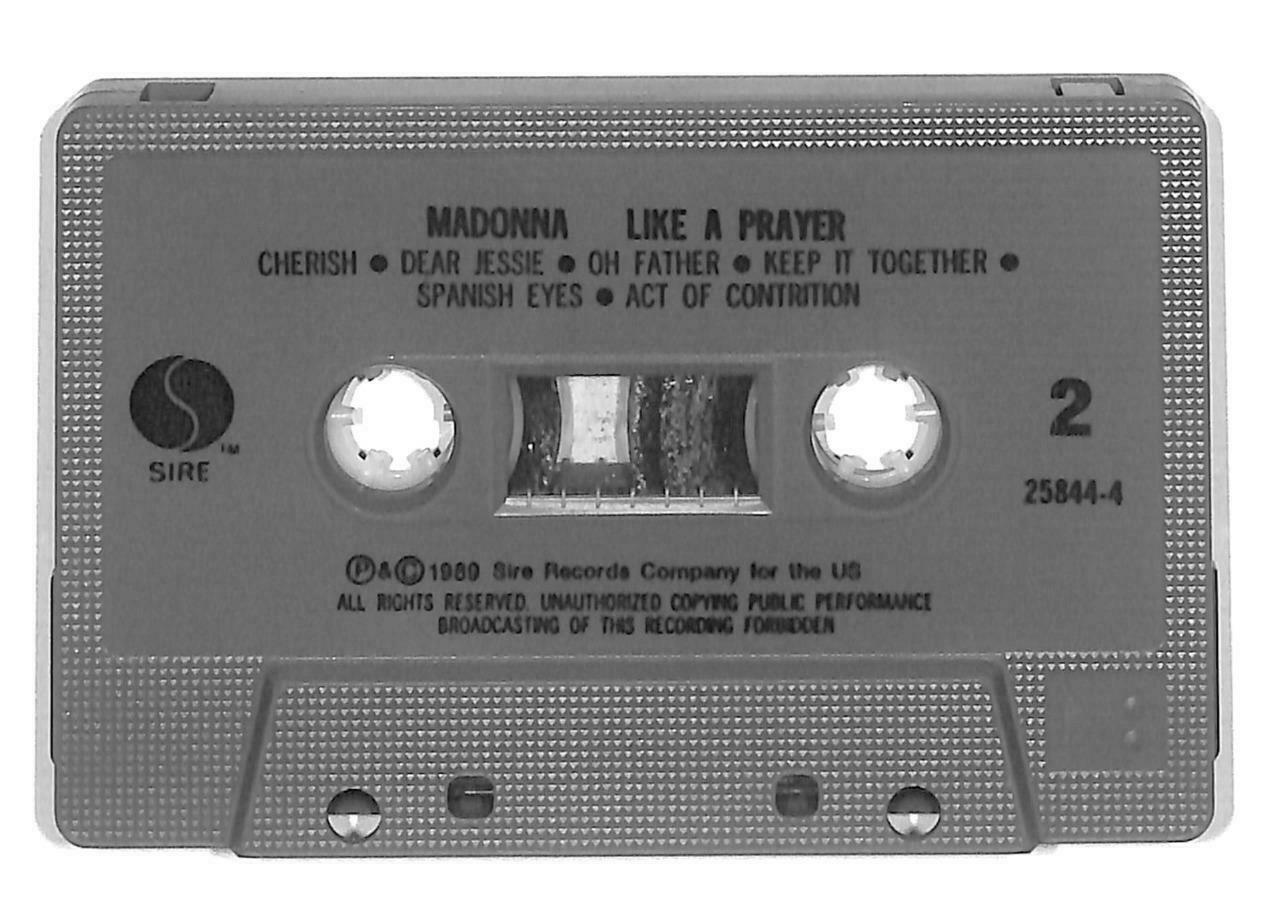 MADONNA LIKE A PRAYER
CHERISH ● DEAR JESSIE ● OH FATHER ● KEEP IT TOGETHER ●
SPANISH EYES ● ACT OF CONTRITION
SIRE ™
2
25844-4
Ⓟ&Ⓒ1989 Sire Records Company for the US
ALL RIGHTS RESERVED. UNAUTHORIZED COPYING PUBLIC PERFORMANCE
BROADCASTING OF THIS RECORDING FORBIDDEN